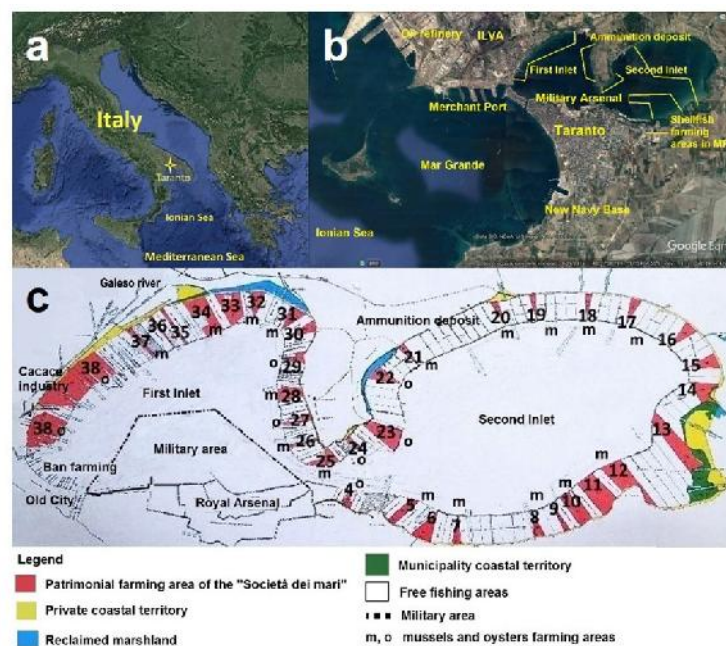 a
Italy
Taranto
Ionian Sea
Mediterranean Sea
b
Oil refinery
ILVA
Ammunition deposit
First Inlet
Second Inlet
Merchant Port
Military Arsenal
Taranto
Shellfish
farming
areas in MP
Mar Grande
New Navy Base
Ionian Sea
Google Earth
c
Galeso river
Ammunition deposit
Cacace
industry
First Inlet
Second Inlet
Military area
Ban farming
Old City
Royal Arsenal
38
38
37
36
35
34
33
32
31
30
29
28
27
26
25
24
23
22
21
20
19
18
17
16
15
14
13
12
11
10
9
8
7
6
5
4
m
o
Legend
Patrimonial farming area of the "Società dei mari"
Private coastal territory
Reclaimed marshland
Municipality coastal territory
Free fishing areas
Military area
m, o mussels and oysters farming areas